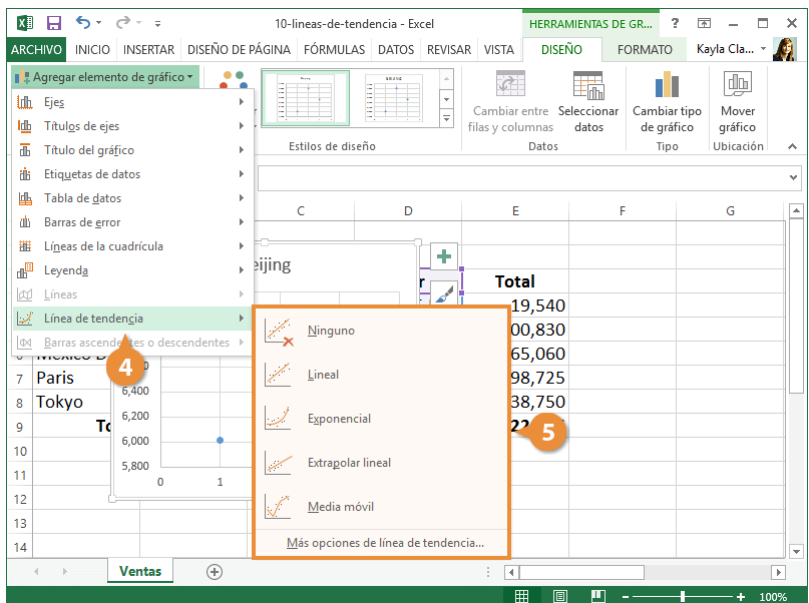 10-lineas-de-tendencia - Excel
HERRAMIENTAS DE GR...
?
ARCHIVO INICIO INSERTAR DISEÑO DE PÁGINA FÓRMULAS DATOS REVISAR VISTA DISEÑO FORMATO Kayla Cla...
Agregar elemento de gráfico
Ejes
Títulos de ejes
Título del gráfico
Etiquetas de datos
Tabla de datos
Barras de error
Líneas de la cuadrícula
Leyenda
Líneas
Línea de tendencia
Barras ascendentes o descendentes
4
Estilos de diseño
Cambiar entre filas y columnas
Seleccionar datos
Datos
Cambiar tipo de gráfico
Tipo
Mover gráfico
Ubicación
C D E F G
eijing
r
Total
19,540
00,830
65,060
98,725
38,750
22
5
7 Paris
8 Tokyo
9 To
10
11
12
13
14
6,400
6,200
6,000
5,800
0 1
Ninguno
Lineal
Exponencial
Extrapolar lineal
Media móvil
Más opciones de línea de tendencia...
Ventas
100%